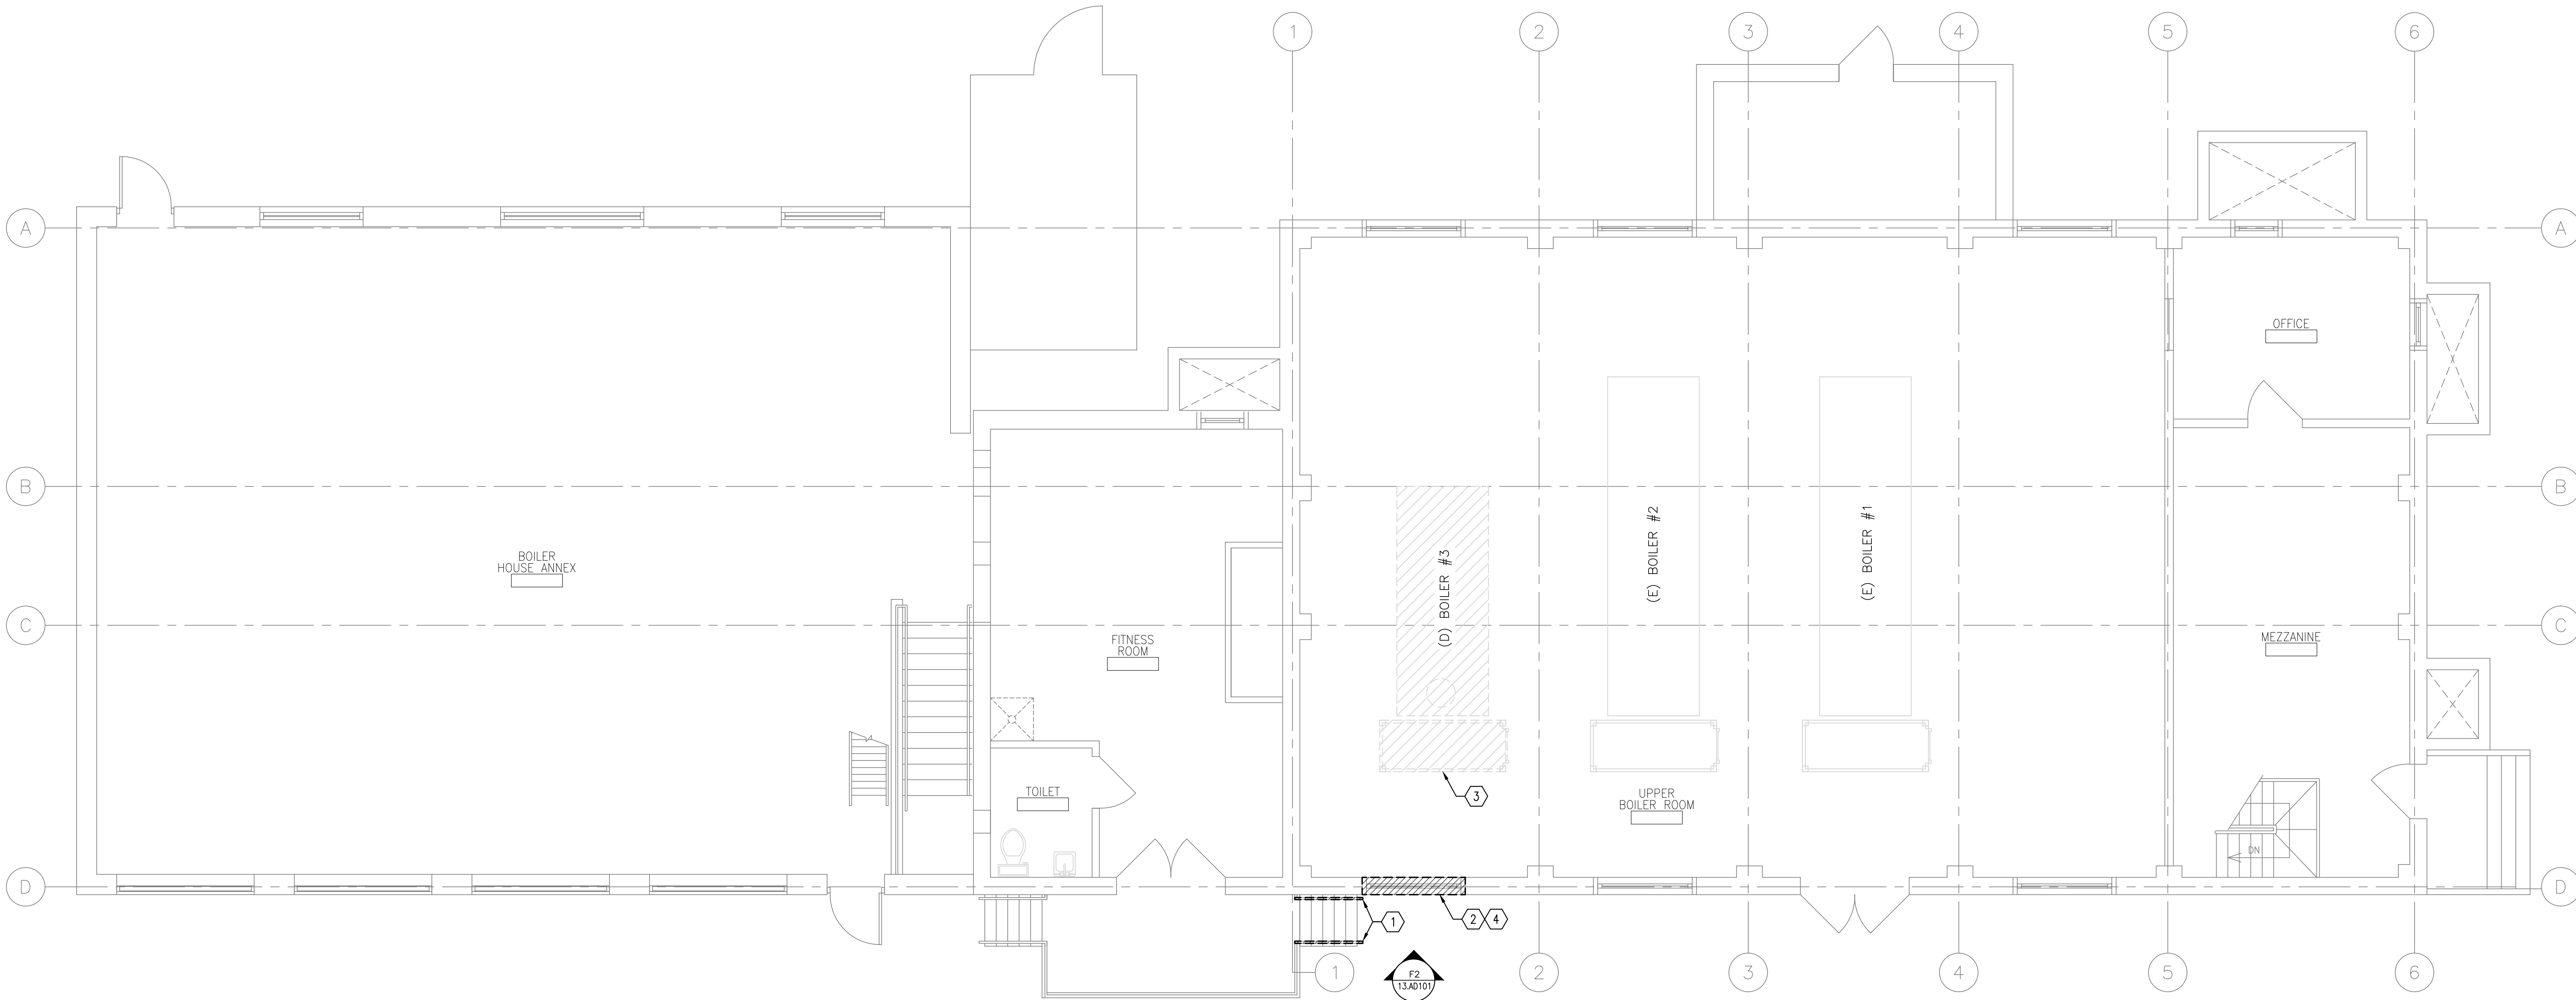 1
2
3
4
5
6
A
A
OFFICE
B
B
(D) BOILER #3
(E) BOILER #2
(E) BOILER #1
BOILER
HOUSE ANNEX
C
C
FITNESS
ROOM
MEZZANINE
TOILET
3
UPPER
BOILER ROOM
DN
D
D
1
2
4
1
2
3
4
5
6
F2
13.AD101